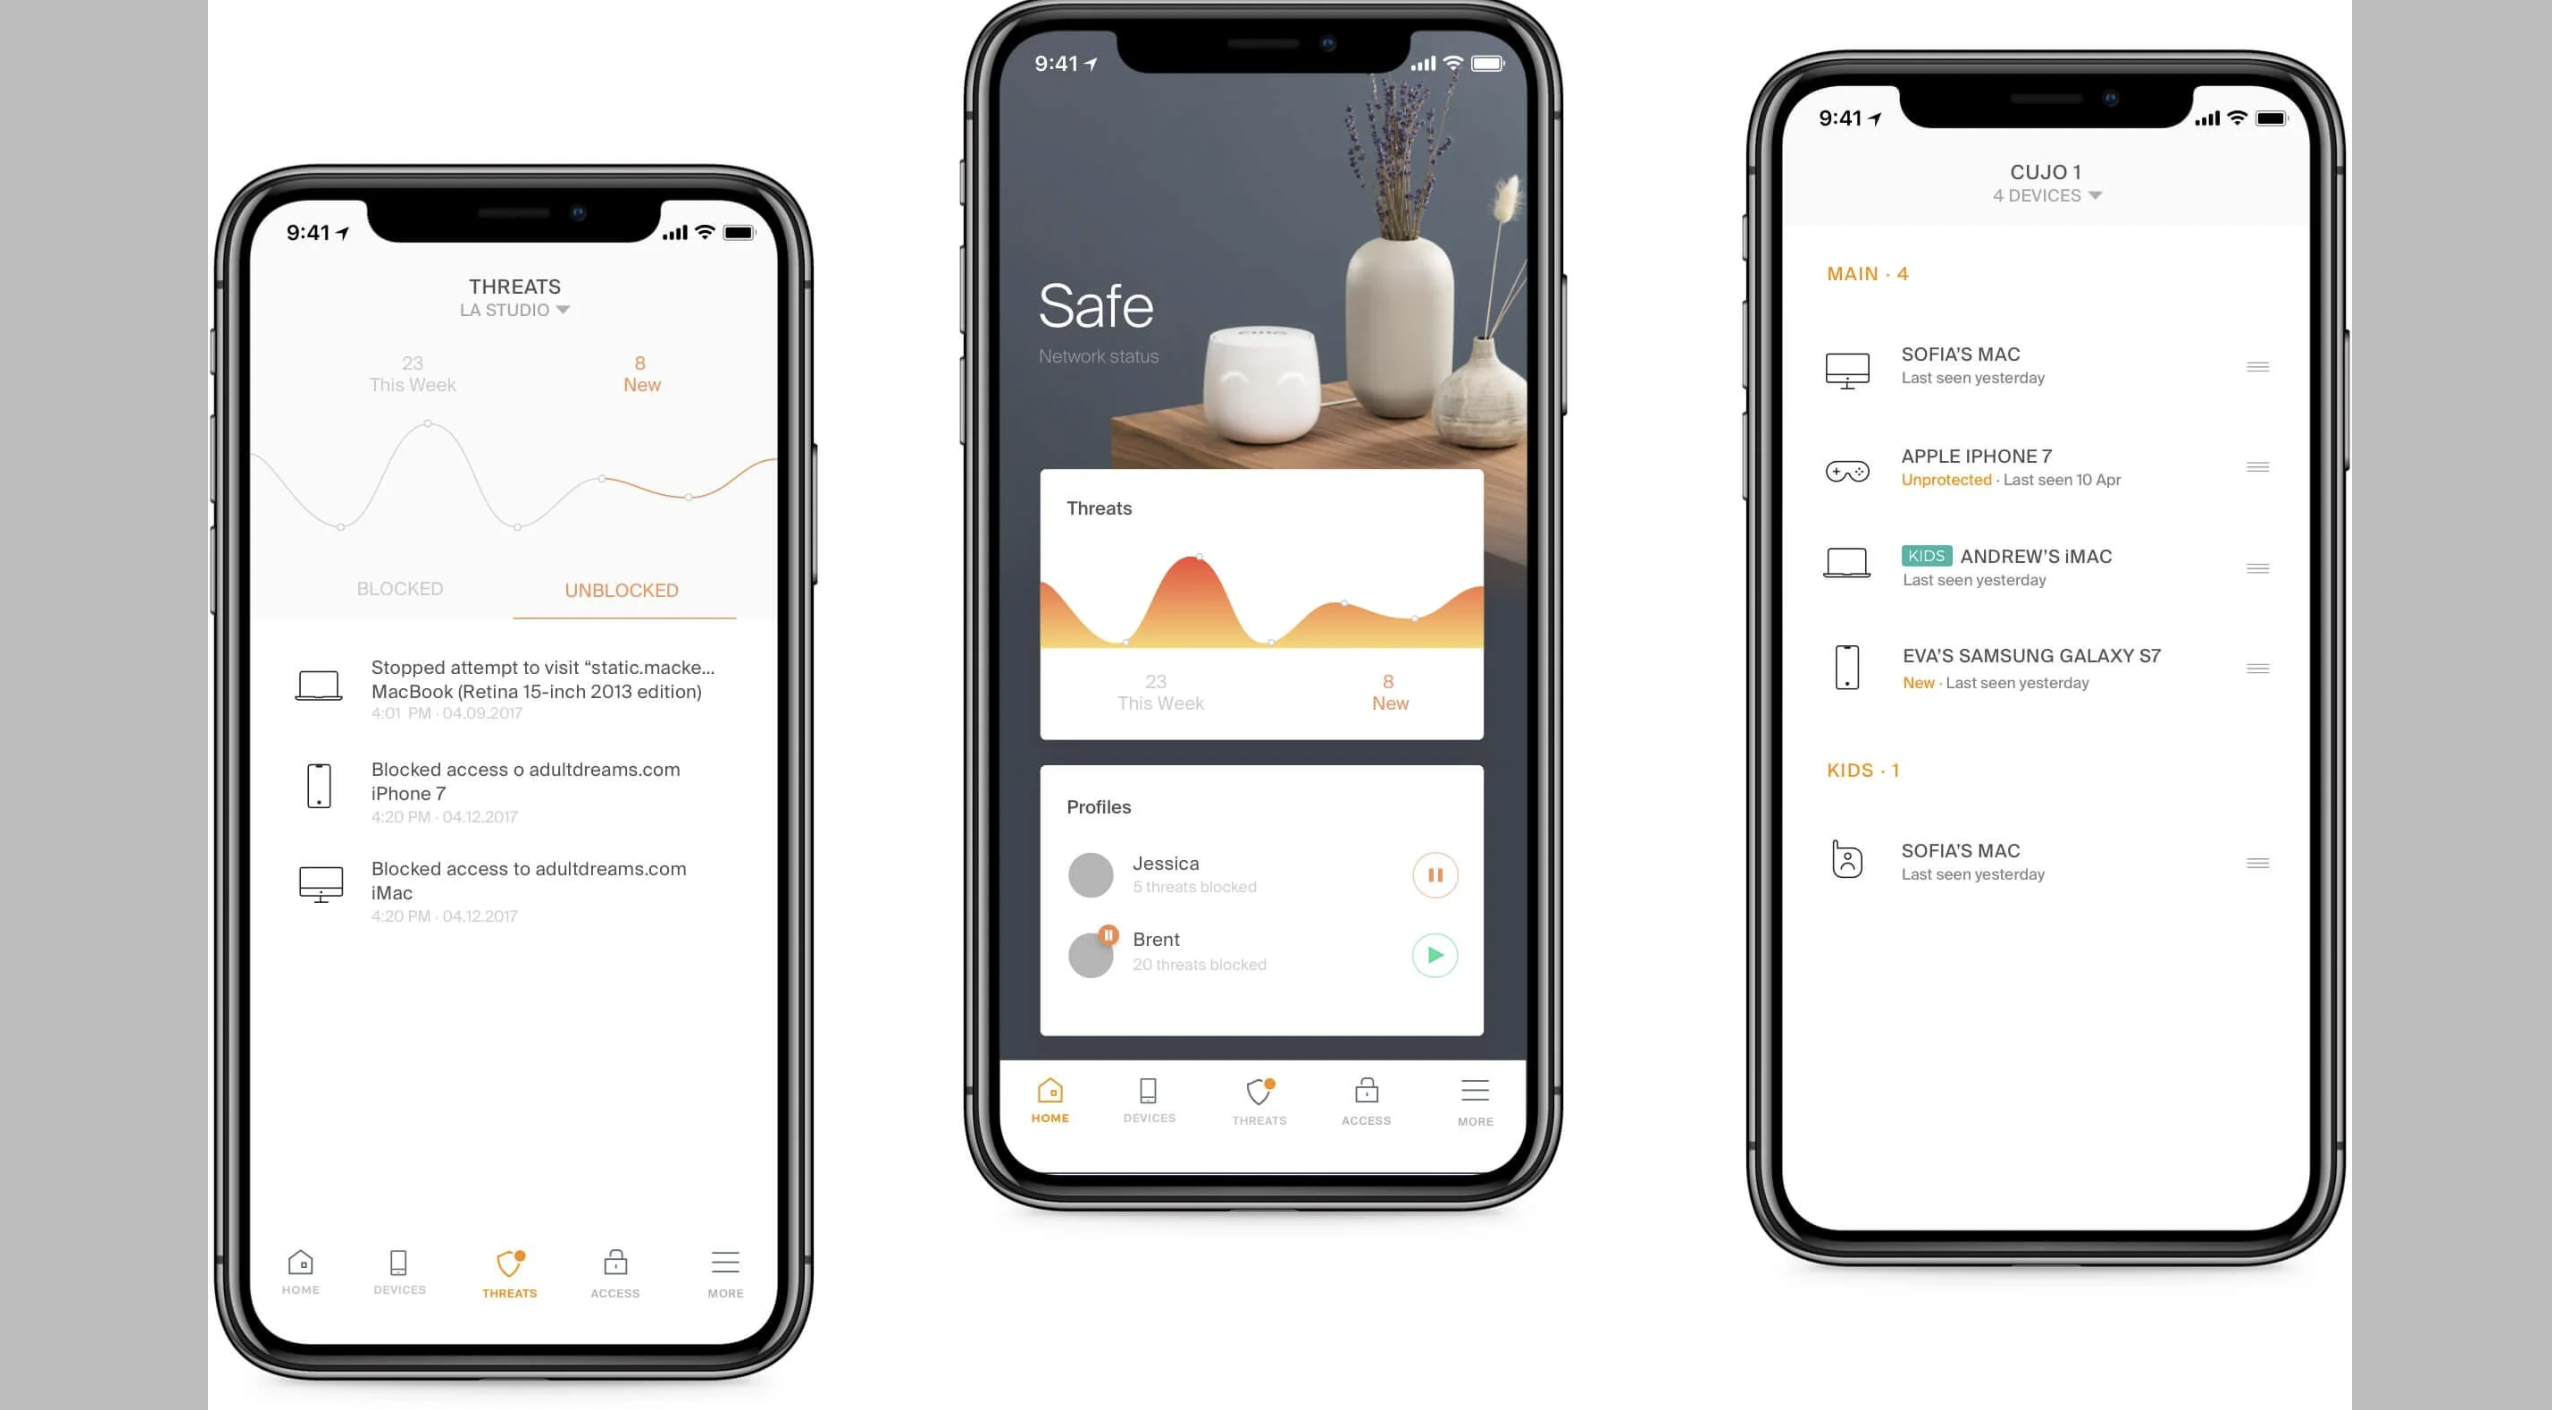 9:41
THREATS
LA STUDIO
23
This Week
8
New
BLOCKED
UNBLOCKED
Stopped attempt to visit “static.macke...
MacBook (Retina 15-inch 2013 edition)
4:01 PM · 04.09.2017
Blocked access o adultdreams.com
iPhone 7
4:20 PM · 04.12.2017
Blocked access to adultdreams.com
iMac
4:20 PM · 04.12.2017
HOME
DEVICES
THREATS
ACCESS
MORE
9:41
CUJO
Safe
Network status
Threats
23
This Week
8
New
Profiles
Jessica
5 threats blocked
Brent
20 threats blocked
HOME
DEVICES
THREATS
ACCESS
MORE
9:41
CUJO 1
4 DEVICES
MAIN · 4
SOFIA’S MAC
Last seen yesterday
APPLE IPHONE 7
Unprotected · Last seen 10 Apr
KIDS ANDREW’S iMAC
Last seen yesterday
EVA’S SAMSUNG GALAXY S7
New · Last seen yesterday
KIDS · 1
SOFIA’S MAC
Last seen yesterday